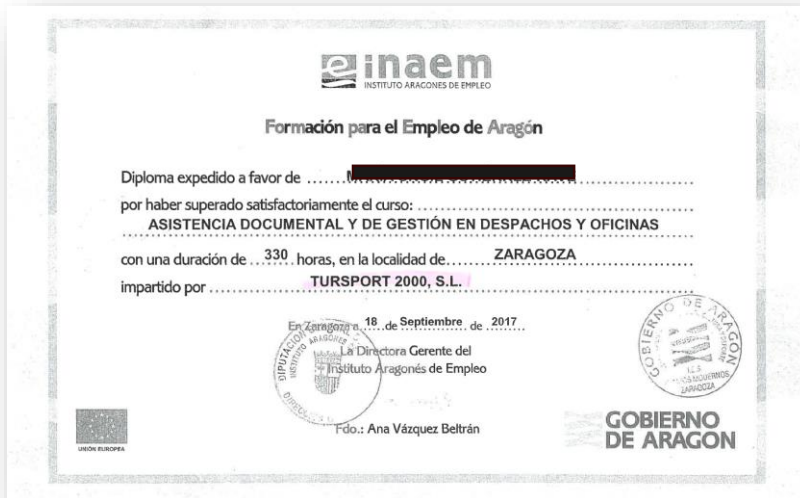 inaem
INSTITUTO ARAGONES DE EMPLEO
Formación para el Empleo de Aragón
Diploma expedido a favor de
por haber superado satisfactoriamente el curso:
ASISTENCIA DOCUMENTAL Y DE GESTIÓN EN DESPACHOS Y OFICINAS
con una duración de 330 horas, en la localidad de ZARAGOZA
impartido por TURSPORT 2000, S.L.
En Zaragoza a 18 de Septiembre de 2017
La Directora Gerente del
Instituto Aragonés de Empleo
GOBIERNO DE ARAGON
ZARAGOZA
Fdo.: Ana Vázquez Beltrán
UNIÓN EUROPEA
GOBIERNO
DE ARAGON